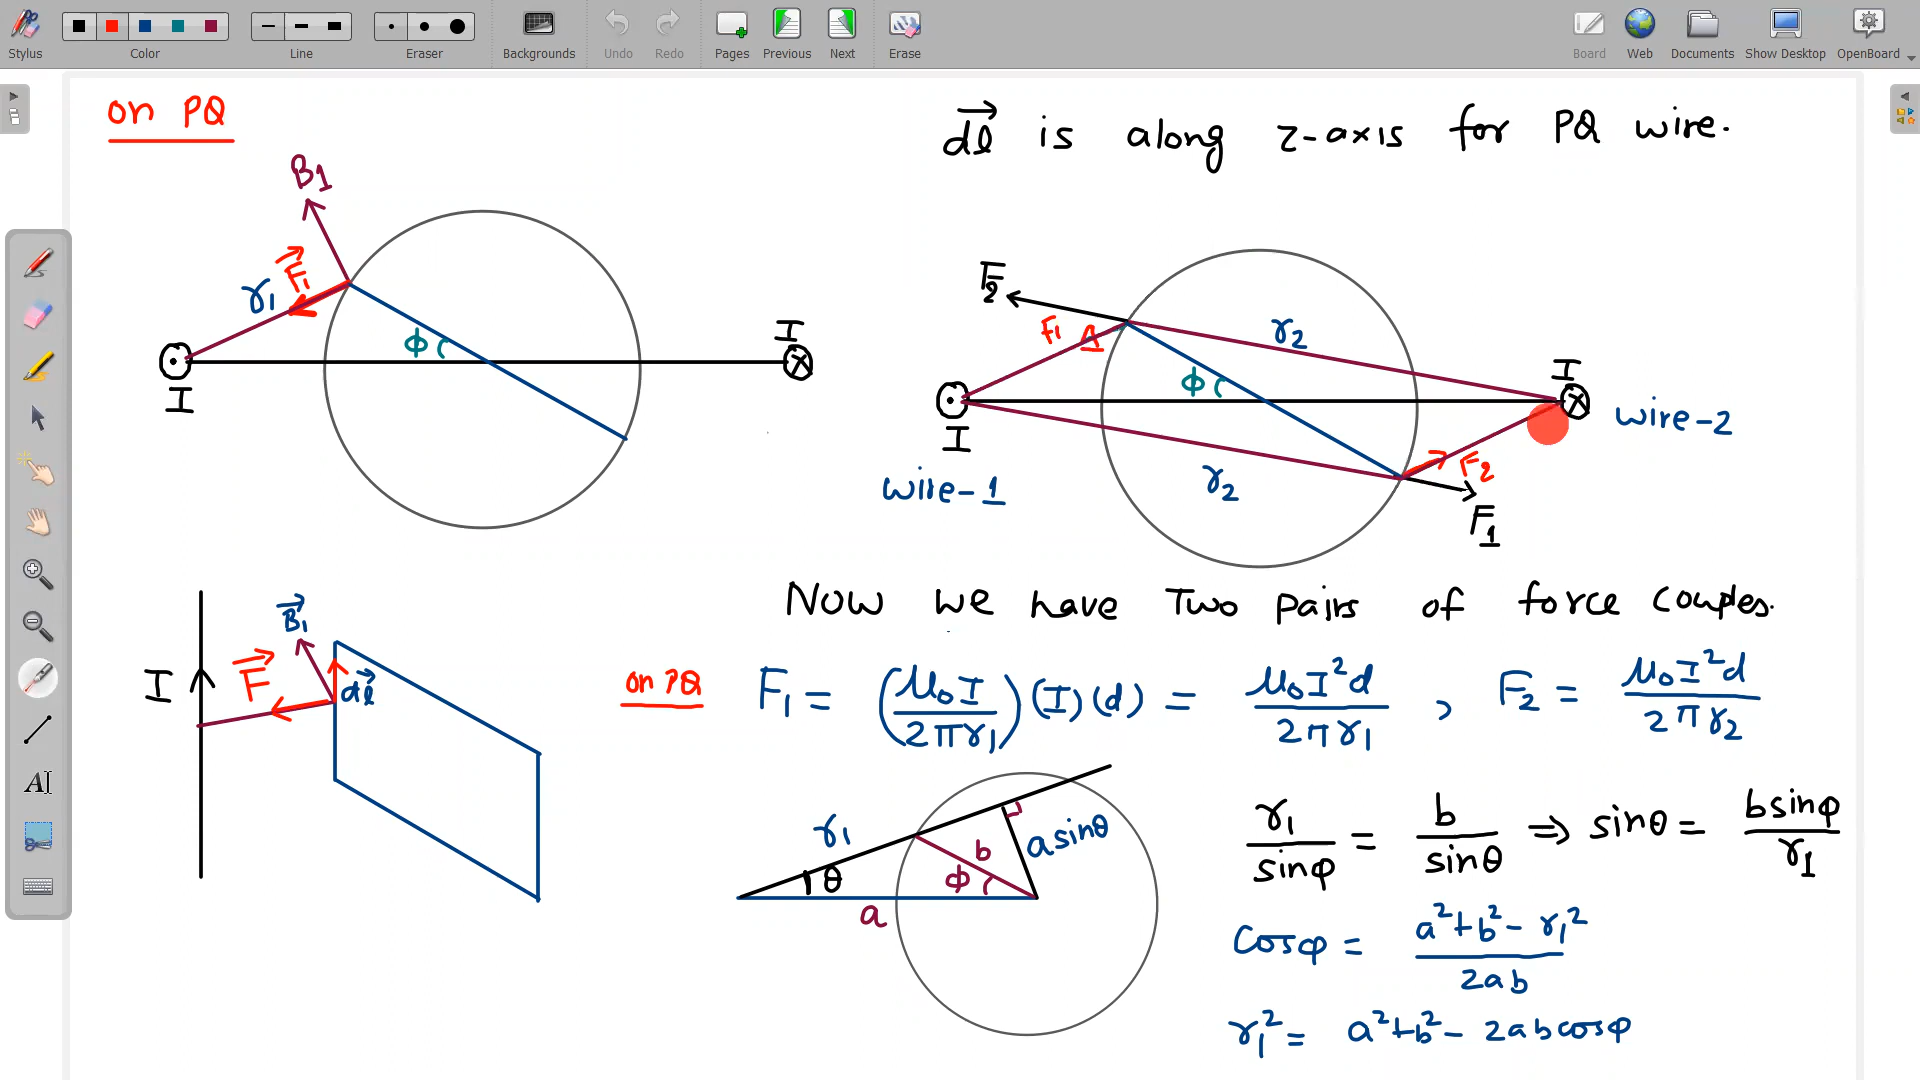 Stylus Color Line Eraser Backgrounds Undo Redo Pages Previous Next Erase Board Web Documents Show Desktop OpenBoard
on PQ
B1
r1 F1
ϕ
I
I
dl is along z-axis for PQ wire.
F2
F1
r2
ϕ
I
I
wire-2
wire-1
r2
F2
F1
I
F
B1
dl
Now we have Two pairs of force couples.
on PQ F1 = (μ0I/2πr1)(I)(d) = μ0I²d/2πr1 , F2 = μ0I²d/2πr2
r1
θ
a
b
ϕ
a sinθ
r1/sinφ = b/sinθ ⇒ sinθ = bsinφ/r1
cosφ = a²+b²-r1²/2ab
r1² = a²+b²- 2abcosφ
AI